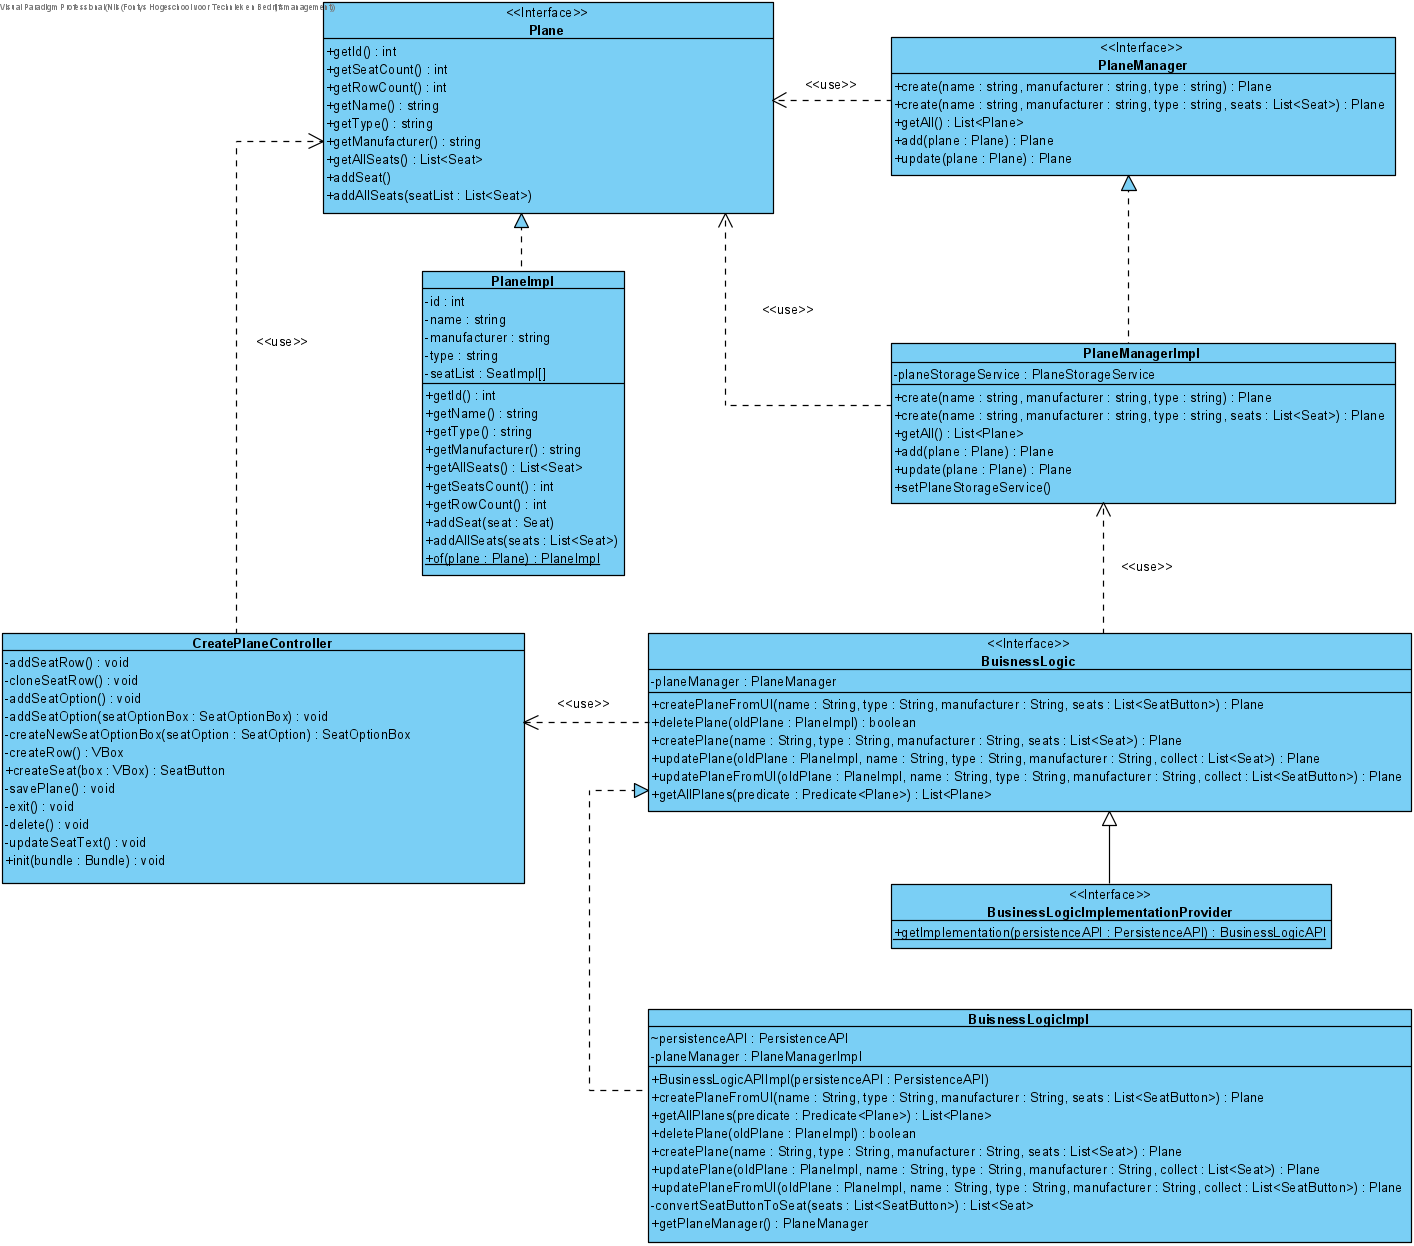 Visual Paradigm Professional(Nils(Fontys Hogeschool voor Techniek en Bedrijfsmanagement))
<<Interface>>
Plane
+getId() : int
+getSeatCount() : int
+getRowCount() : int
+getName() : string
+getType() : string
+getManufacturer() : string
+getAllSeats() : List<Seat>
+addSeat()
+addAllSeats(seatList : List<Seat>)
<<use>>
<<Interface>>
PlaneManager
+create(name : string, manufacturer : string, type : string) : Plane
+create(name : string, manufacturer : string, type : string, seats : List<Seat>) : Plane
+getAll() : List<Plane>
+add(plane : Plane) : Plane
+update(plane : Plane) : Plane
PlaneImpl
-id : int
-name : string
-manufacturer : string
-type : string
-seatList : SeatImpl[]
+getId() : int
+getName() : string
+getType() : string
+getManufacturer() : string
+getAllSeats() : List<Seat>
+getSeatsCount() : int
+getRowCount() : int
+addSeat(seat : Seat)
+addAllSeats(seats : List<Seat>)
+of(plane : Plane) : PlaneImpl
<<use>>
<<use>>
PlaneManagerImpl
-planeStorageService : PlaneStorageService
+create(name : string, manufacturer : string, type : string) : Plane
+create(name : string, manufacturer : string, type : string, seats : List<Seat>) : Plane
+getAll() : List<Plane>
+add(plane : Plane) : Plane
+update(plane : Plane) : Plane
+setPlaneStorageService()
<<use>>
CreatePlaneController
-addSeatRow() : void
-cloneSeatRow() : void
-addSeatOption() : void
-addSeatOption(seatOptionBox : SeatOptionBox) : void
-createNewSeatOptionBox(seatOption : SeatOption) : SeatOptionBox
-createRow() : VBox
+createSeat(box : VBox) : SeatButton
-savePlane() : void
-exit() : void
-delete() : void
-updateSeatText() : void
+init(bundle : Bundle) : void
<<use>>
<<Interface>>
BuisnessLogic
-planeManager : PlaneManager
+createPlaneFromUI(name : String, type : String, manufacturer : String, seats : List<SeatButton>) : Plane
+deletePlane(oldPlane : PlaneImpl) : boolean
+createPlane(name : String, type : String, manufacturer : String, seats : List<Seat>) : Plane
+updatePlane(oldPlane : PlaneImpl, name : String, type : String, manufacturer : String, collect : List<Seat>) : Plane
+updatePlaneFromUI(oldPlane : PlaneImpl, name : String, type : String, manufacturer : String, collect : List<SeatButton>) : Plane
+getAllPlanes(predicate : Predicate<Plane>) : List<Plane>
<<Interface>>
BusinessLogicImplementationProvider
+getImplementation(persistenceAPI : PersistenceAPI) : BusinessLogicAPI
BuisnessLogicImpl
~persistenceAPI : PersistenceAPI
-planeManager : PlaneManagerImpl
+BusinessLogicAPIImpl(persistenceAPI : PersistenceAPI)
+createPlaneFromUI(name : String, type : String, manufacturer : String, seats : List<SeatButton>) : Plane
+getAllPlanes(predicate : Predicate<Plane>) : List<Plane>
+deletePlane(oldPlane : PlaneImpl) : boolean
+createPlane(name : String, type : String, manufacturer : String, seats : List<Seat>) : Plane
+updatePlane(oldPlane : PlaneImpl, name : String, type : String, manufacturer : String, collect : List<Seat>) : Plane
+updatePlaneFromUI(oldPlane : PlaneImpl, name : String, type : String, manufacturer : String, collect : List<SeatButton>) : Plane
-convertSeatButtonToSeat(seats : List<SeatButton>) : List<Seat>
+getPlaneManager() : PlaneManager